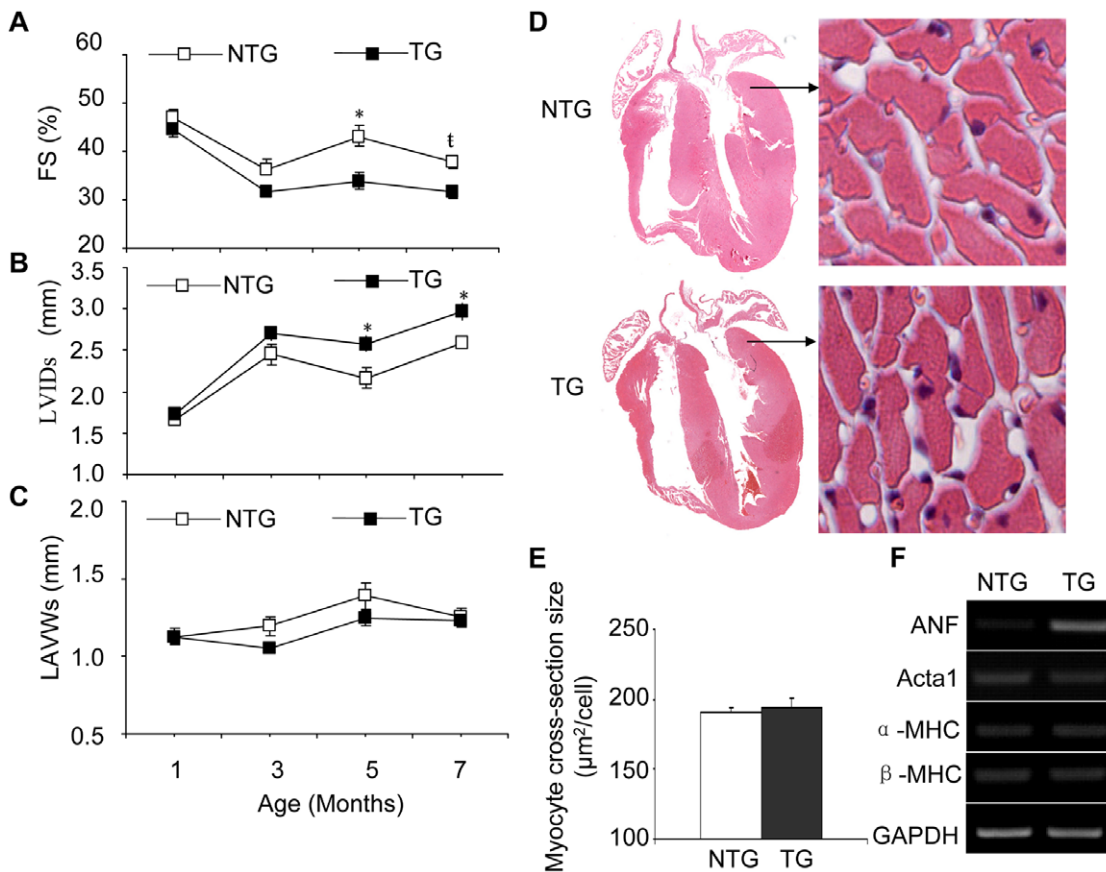 A
FS (%)
60
50
40
30
20
NTG
TG
*
ŧ
B
LVIDs (mm)
3.5
3.0
2.5
2.0
1.5
1.0
NTG
TG
*
*
C
LAVWs (mm)
2.0
1.5
1.0
0.5
NTG
TG
1 3 5 7
Age (Months)
D
NTG
TG
E
Myocyte cross-section size
(μm²/cell)
250
200
150
100
NTG TG
F
NTG TG
ANF
Acta1
α-MHC
β-MHC
GAPDH